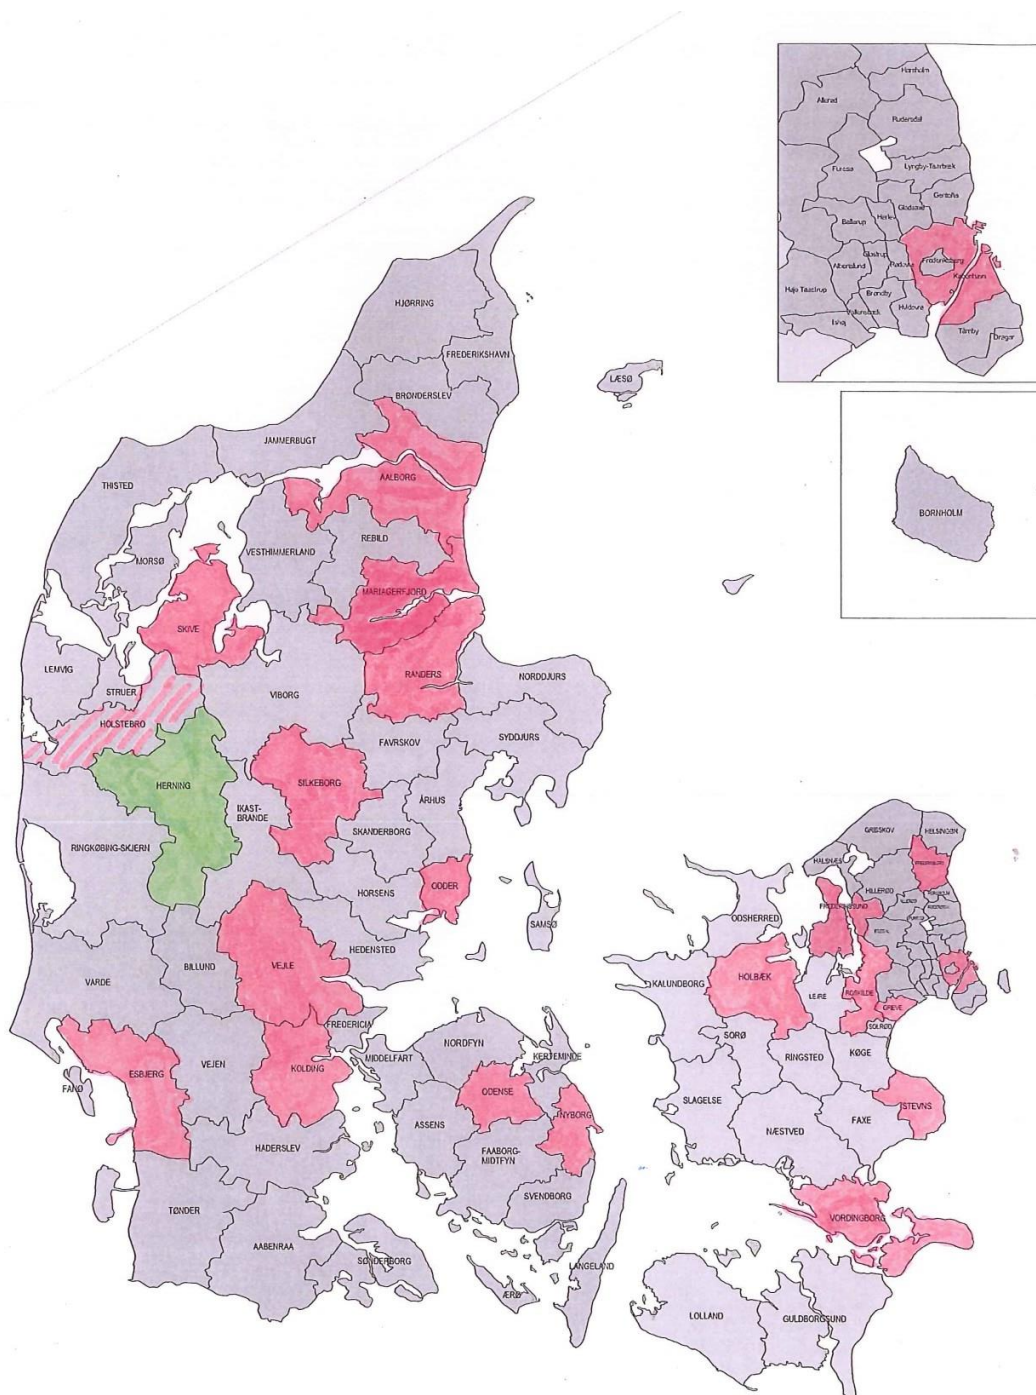 Hørsholm
Allerød
Rudersdal
Furesø
Lyngby-Taarbæk
Gentofte
Gladsaxe
Ballerup
Herlev
Glostrup
Albertslund
Rødovre
Frederiksberg
København
Høje Taastrup
Brøndby
Hvidovre
Vallensbæk
Ishøj
Tårnby
Dragør
HJØRRING
FREDERIKSHAVN
LÆSØ
BRØNDERSLEV
JAMMERBUGT
THISTED
AALBORG
BORNHOLM
REBILD
VESTHIMMERLAND
MORSØ
MARIAGERFJORD
SKIVE
LEMVIG
STRUER
VIBORG
RANDERS
NORDDJURS
HOLSTEBRO
FAVRSKOV
SYDDJURS
HERNING
SILKEBORG
ÅRHUS
IKAST-
BRANDE
SKANDERBORG
RINGKØBING-SKJERN
HORSENS
ODDER
SAMSØ
HEDENSTED
VEJLE
BILLUND
VARDE
FREDERICIA
ESBJERG
VEJEN
KOLDING
FANØ
MIDDELFART
NORDFYN
KERTEMINDE
ODENSE
NYBORG
ASSENS
FAABORG-
MIDTFYN
SVENDBORG
HADERSLEV
TØNDER
AABENRAA
SØNDERBORG
ÆRØ
LANGELAND
GRIBSKOV
HELSINGØR
HALSNÆS
HILLERØD
FREDERIKSSUND
ODSHERRED
HOLBÆK
KALUNDBORG
LEJRE
ROSKILDE
GREVE
SOLRØD
SORØ
RINGSTED
KØGE
SLAGELSE
NÆSTVED
FAXE
STEVNS
VORDINGBORG
LOLLAND
GULDBORGSUND